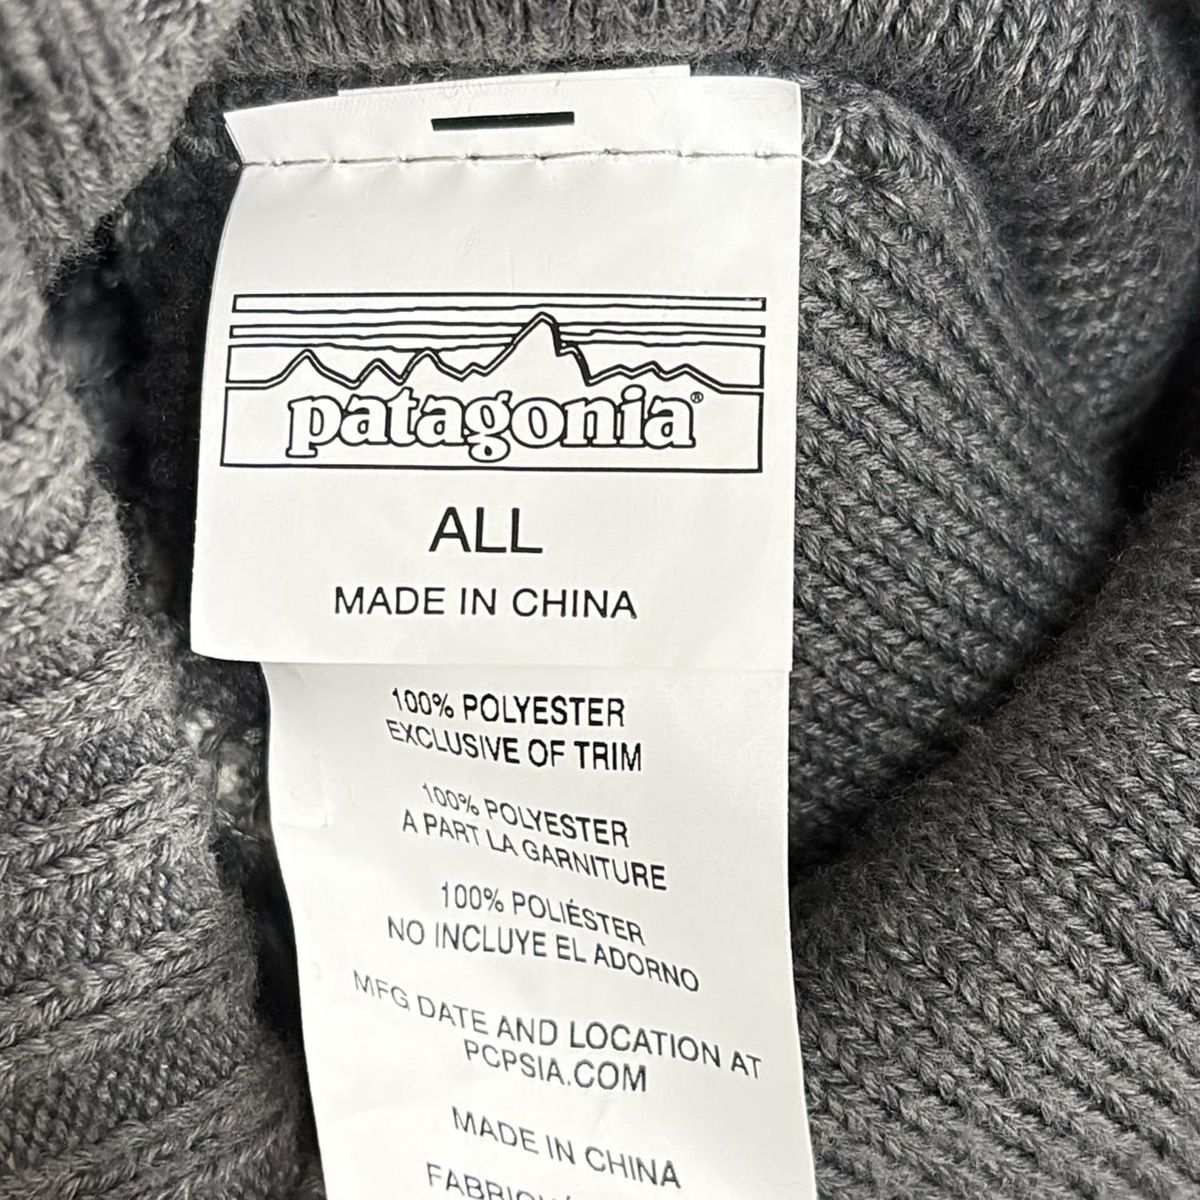 patagonia®
ALL
MADE IN CHINA
100% POLYESTER
EXCLUSIVE OF TRIM
100% POLYESTER
A PART LA GARNITURE
100% POLIÉSTER
NO INCLUYE EL ADORNO
MFG DATE AND LOCATION AT
PCPSIA.COM
MADE IN CHINA